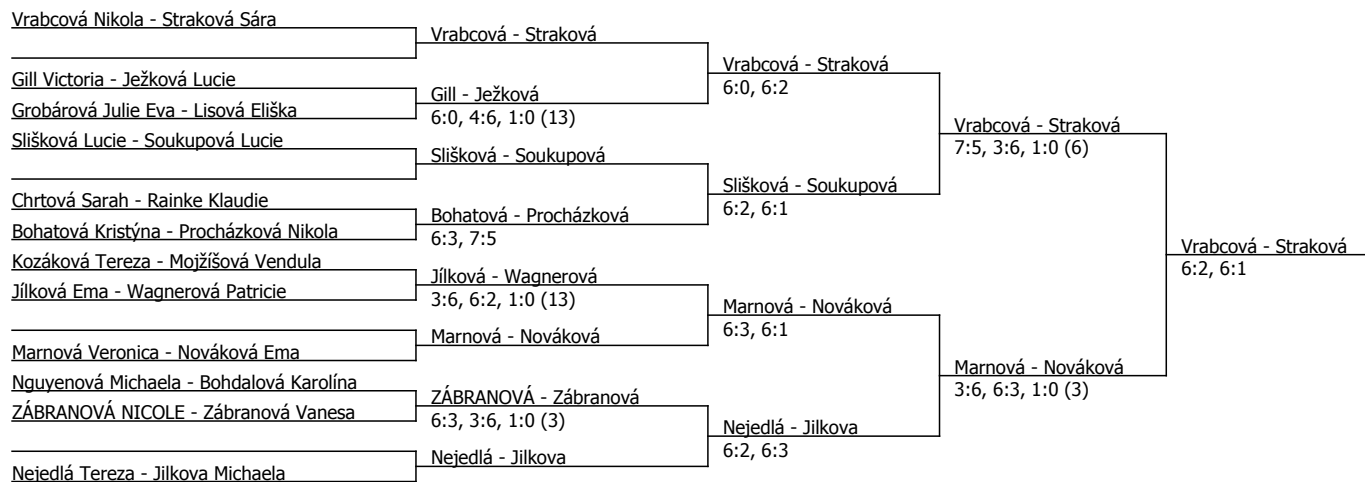 Vrabcová Nikola - Straková Sára
Gill Victoria - Ježková Lucie
Grobárová Julie Eva - Lisová Eliška
Slišková Lucie - Soukupová Lucie
Chrtová Sarah - Rainke Klaudie
Bohatová Kristýna - Procházková Nikola
Kozáková Tereza - Mojžíšová Vendula
Jílková Ema - Wagnerová Patricie
Marnová Veronica - Nováková Ema
Nguyenová Michaela - Bohdalová Karolína
ZÁBRANOVÁ NICOLE - Zábranová Vanesa
Nejedlá Tereza - Jilkova Michaela
Vrabcová - Straková
Gill - Ježková
6:0, 4:6, 1:0 (13)
Slišková - Soukupová
Bohatová - Procházková
6:3, 7:5
Jílková - Wagnerová
3:6, 6:2, 1:0 (13)
Marnová - Nováková
ZÁBRANOVÁ - Zábranová
6:3, 3:6, 1:0 (3)
Nejedlá - Jilkova
Vrabcová - Straková
6:0, 6:2
Slišková - Soukupová
6:2, 6:1
Marnová - Nováková
6:3, 6:1
Nejedlá - Jilkova
6:2, 6:3
Vrabcová - Straková
7:5, 3:6, 1:0 (6)
Marnová - Nováková
3:6, 6:3, 1:0 (3)
Vrabcová - Straková
6:2, 6:1